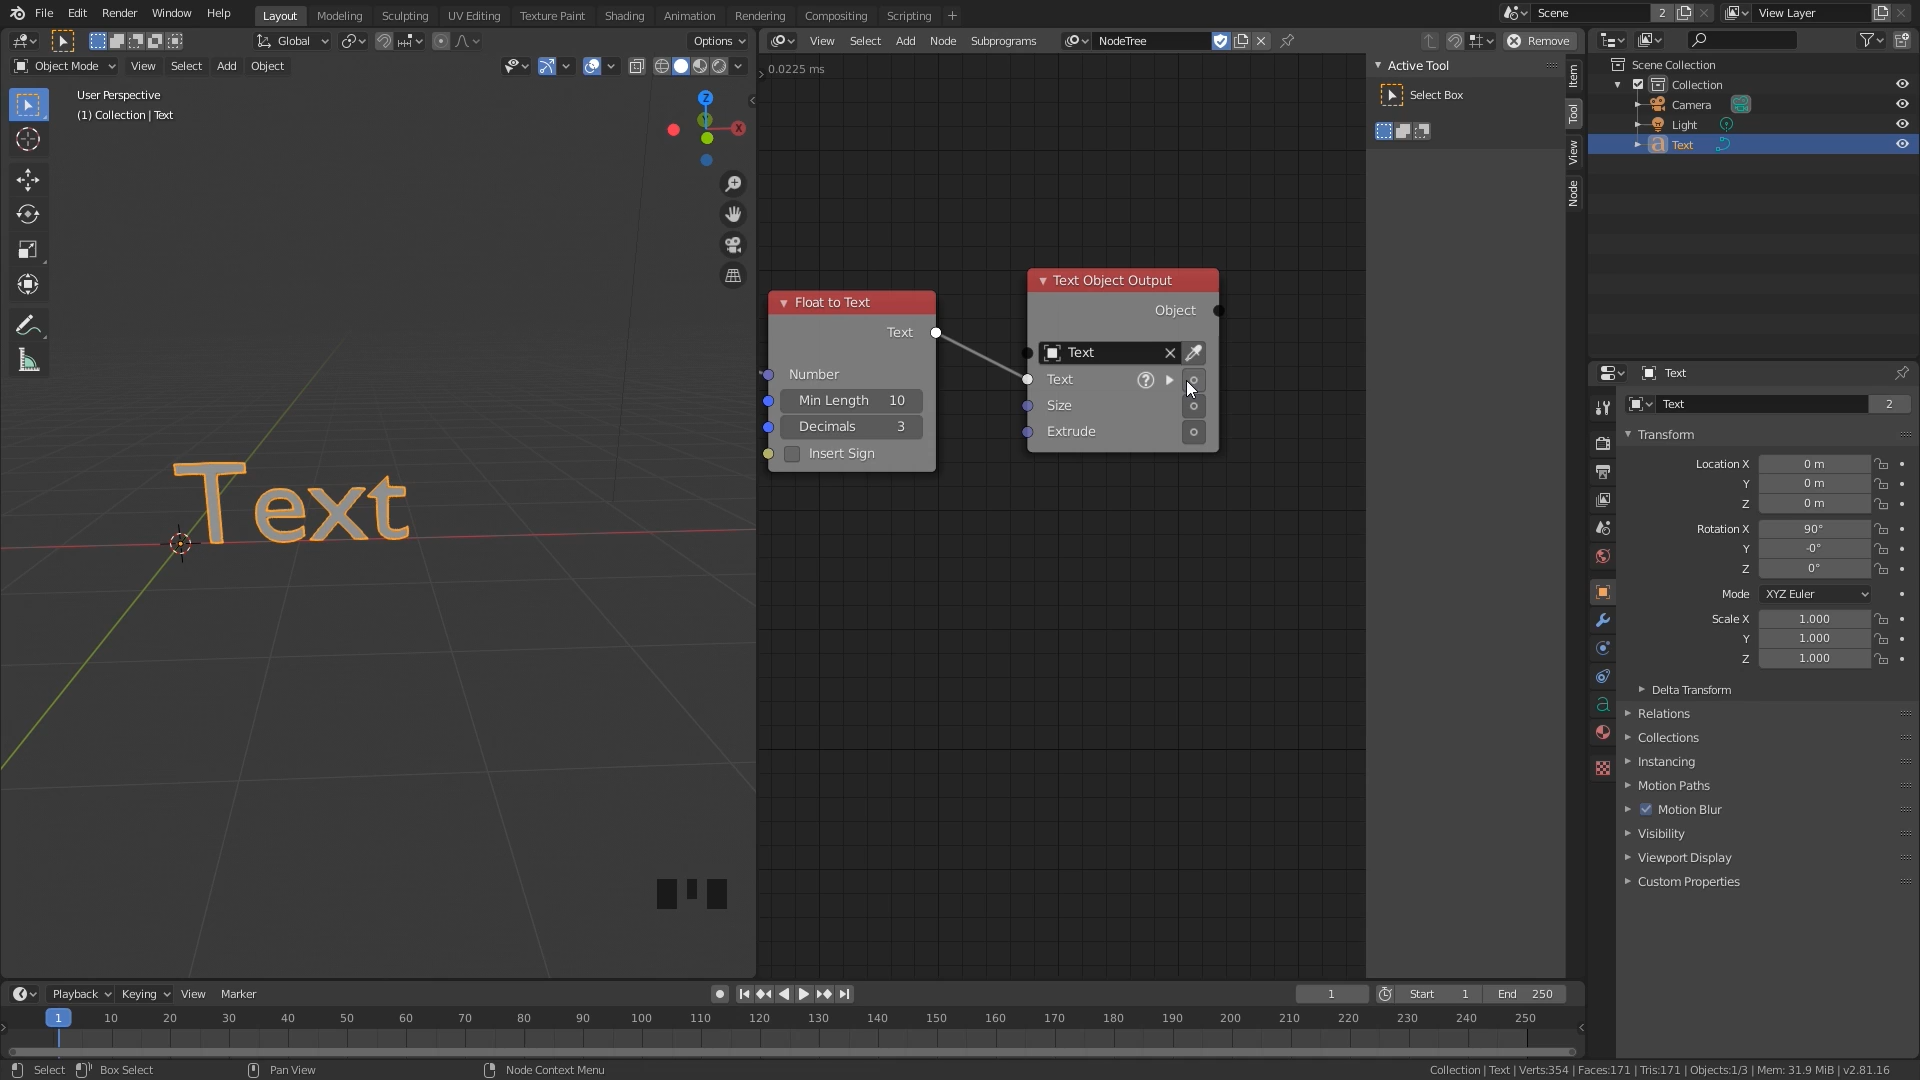 File Edit Render Window Help
Layout Modeling Sculpting UV Editing Texture Paint Shading Animation Rendering Compositing Scripting +
Scene 2
View Layer
Global
Options
View Select Add Node Subprograms
NodeTree
Remove
Object Mode View Select Add Object
User Perspective
(1) Collection | Text
Z
Y
X
Text
0.0225 ms
Float to Text
Text
Number
Min Length 10
Decimals 3
Insert Sign
Text Object Output
Object
Text
Text
Size
Extrude
Active Tool
Select Box
Item
Tool
View
Node
Scene Collection
Collection
Camera
Light
Text
Text
Text 2
Transform
Location X 0 m
Y 0 m
Z 0 m
Rotation X 90°
Y -0°
Z 0°
Mode XYZ Euler
Scale X 1.000
Y 1.000
Z 1.000
Delta Transform
Relations
Collections
Instancing
Motion Paths
Motion Blur
Visibility
Viewport Display
Custom Properties
Playback Keying View Marker
1
Start 1
End 250
1 10 20 30 40 50 60 70 80 90 100 110 120 130 140 150 160 170 180 190 200 210 220 230 240 250
Select Box Select Pan View Node Context Menu
Collection | Text | Verts:354 | Faces:171 | Tris:171 | Objects:1/3 | Mem: 31.9 MiB | v2.81.16